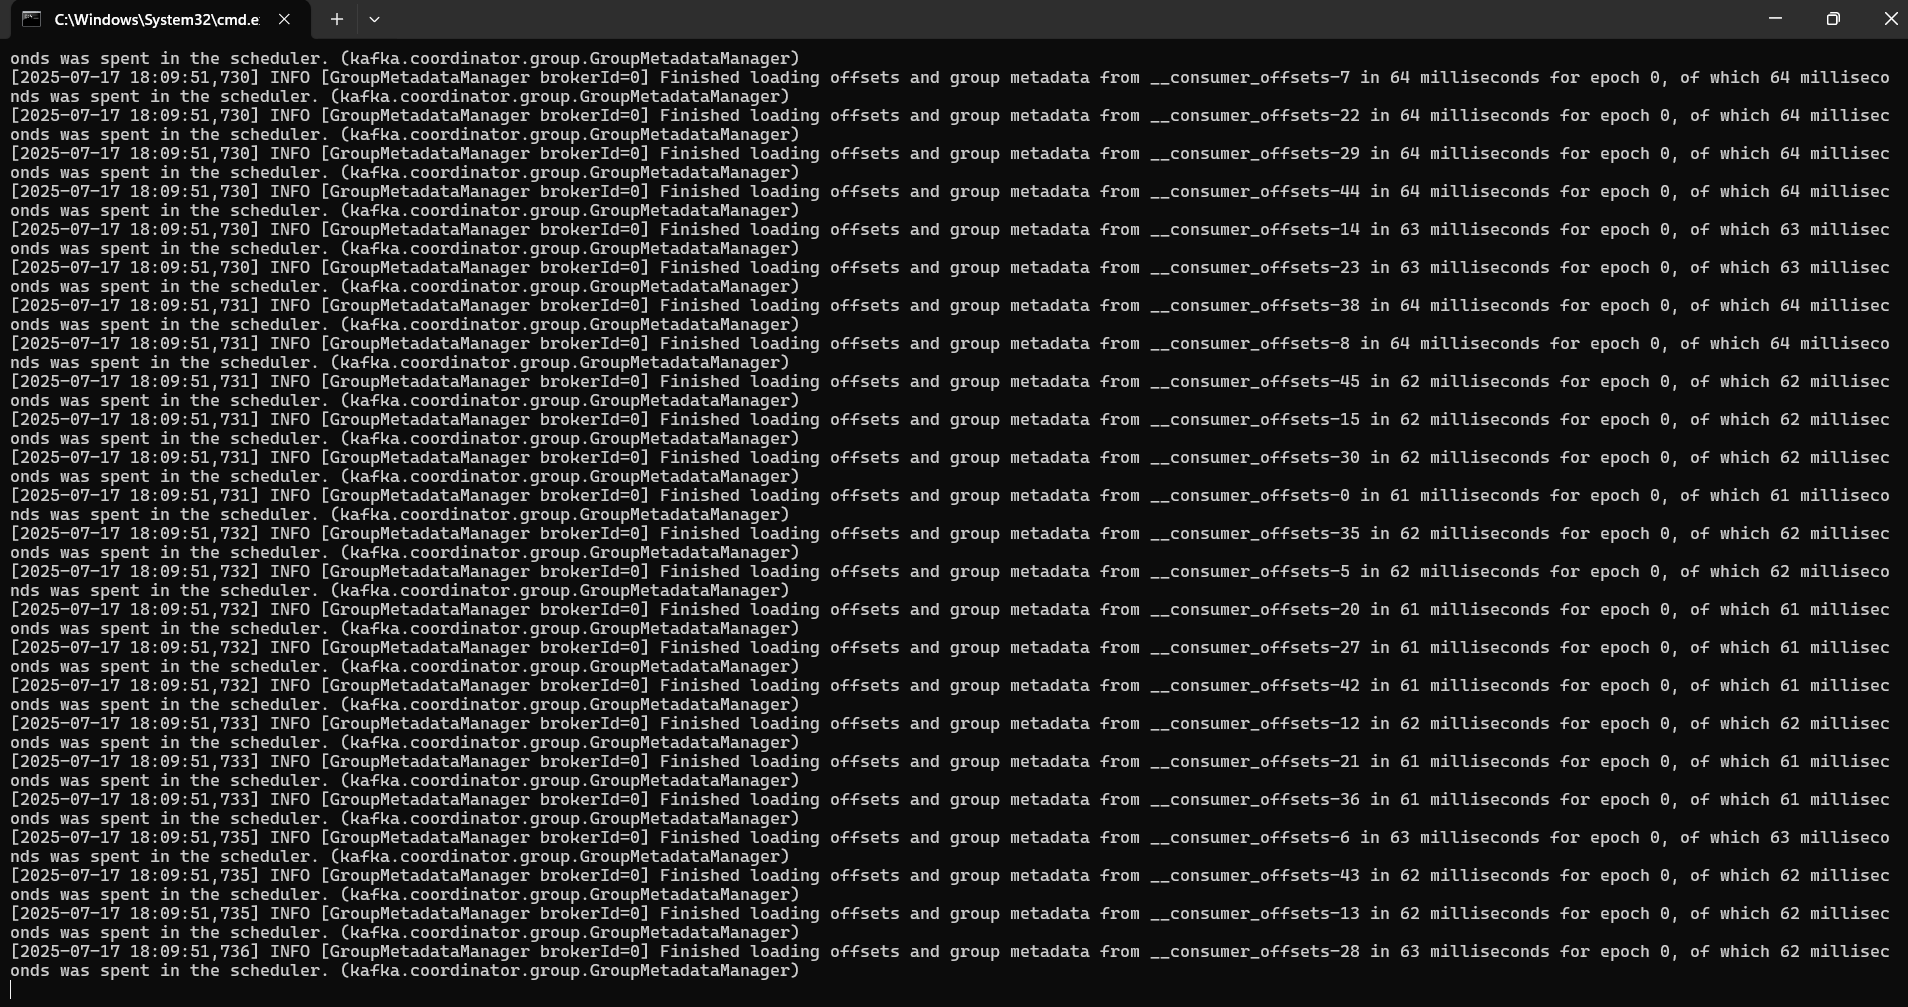 C:\Windows\System32\cmd.e
onds was spent in the scheduler. (kafka.coordinator.group.GroupMetadataManager)
[2025-07-17 18:09:51,730] INFO [GroupMetadataManager brokerId=0] Finished loading offsets and group metadata from __consumer_offsets-7 in 64 milliseconds for epoch 0, of which 64 milliseco
nds was spent in the scheduler. (kafka.coordinator.group.GroupMetadataManager)
[2025-07-17 18:09:51,730] INFO [GroupMetadataManager brokerId=0] Finished loading offsets and group metadata from __consumer_offsets-22 in 64 milliseconds for epoch 0, of which 64 millisec
onds was spent in the scheduler. (kafka.coordinator.group.GroupMetadataManager)
[2025-07-17 18:09:51,730] INFO [GroupMetadataManager brokerId=0] Finished loading offsets and group metadata from __consumer_offsets-29 in 64 milliseconds for epoch 0, of which 64 millisec
onds was spent in the scheduler. (kafka.coordinator.group.GroupMetadataManager)
[2025-07-17 18:09:51,730] INFO [GroupMetadataManager brokerId=0] Finished loading offsets and group metadata from __consumer_offsets-44 in 64 milliseconds for epoch 0, of which 64 millisec
onds was spent in the scheduler. (kafka.coordinator.group.GroupMetadataManager)
[2025-07-17 18:09:51,730] INFO [GroupMetadataManager brokerId=0] Finished loading offsets and group metadata from __consumer_offsets-14 in 63 milliseconds for epoch 0, of which 63 millisec
onds was spent in the scheduler. (kafka.coordinator.group.GroupMetadataManager)
[2025-07-17 18:09:51,730] INFO [GroupMetadataManager brokerId=0] Finished loading offsets and group metadata from __consumer_offsets-23 in 63 milliseconds for epoch 0, of which 63 millisec
onds was spent in the scheduler. (kafka.coordinator.group.GroupMetadataManager)
[2025-07-17 18:09:51,731] INFO [GroupMetadataManager brokerId=0] Finished loading offsets and group metadata from __consumer_offsets-38 in 64 milliseconds for epoch 0, of which 64 millisec
onds was spent in the scheduler. (kafka.coordinator.group.GroupMetadataManager)
[2025-07-17 18:09:51,731] INFO [GroupMetadataManager brokerId=0] Finished loading offsets and group metadata from __consumer_offsets-8 in 64 milliseconds for epoch 0, of which 64 milliseco
nds was spent in the scheduler. (kafka.coordinator.group.GroupMetadataManager)
[2025-07-17 18:09:51,731] INFO [GroupMetadataManager brokerId=0] Finished loading offsets and group metadata from __consumer_offsets-45 in 62 milliseconds for epoch 0, of which 62 millisec
onds was spent in the scheduler. (kafka.coordinator.group.GroupMetadataManager)
[2025-07-17 18:09:51,731] INFO [GroupMetadataManager brokerId=0] Finished loading offsets and group metadata from __consumer_offsets-15 in 62 milliseconds for epoch 0, of which 62 millisec
onds was spent in the scheduler. (kafka.coordinator.group.GroupMetadataManager)
[2025-07-17 18:09:51,731] INFO [GroupMetadataManager brokerId=0] Finished loading offsets and group metadata from __consumer_offsets-30 in 62 milliseconds for epoch 0, of which 62 millisec
onds was spent in the scheduler. (kafka.coordinator.group.GroupMetadataManager)
[2025-07-17 18:09:51,731] INFO [GroupMetadataManager brokerId=0] Finished loading offsets and group metadata from __consumer_offsets-0 in 61 milliseconds for epoch 0, of which 61 milliseco
nds was spent in the scheduler. (kafka.coordinator.group.GroupMetadataManager)
[2025-07-17 18:09:51,732] INFO [GroupMetadataManager brokerId=0] Finished loading offsets and group metadata from __consumer_offsets-35 in 62 milliseconds for epoch 0, of which 62 millisec
onds was spent in the scheduler. (kafka.coordinator.group.GroupMetadataManager)
[2025-07-17 18:09:51,732] INFO [GroupMetadataManager brokerId=0] Finished loading offsets and group metadata from __consumer_offsets-5 in 62 milliseconds for epoch 0, of which 62 milliseco
nds was spent in the scheduler. (kafka.coordinator.group.GroupMetadataManager)
[2025-07-17 18:09:51,732] INFO [GroupMetadataManager brokerId=0] Finished loading offsets and group metadata from __consumer_offsets-20 in 61 milliseconds for epoch 0, of which 61 millisec
onds was spent in the scheduler. (kafka.coordinator.group.GroupMetadataManager)
[2025-07-17 18:09:51,732] INFO [GroupMetadataManager brokerId=0] Finished loading offsets and group metadata from __consumer_offsets-27 in 61 milliseconds for epoch 0, of which 61 millisec
onds was spent in the scheduler. (kafka.coordinator.group.GroupMetadataManager)
[2025-07-17 18:09:51,732] INFO [GroupMetadataManager brokerId=0] Finished loading offsets and group metadata from __consumer_offsets-42 in 61 milliseconds for epoch 0, of which 61 millisec
onds was spent in the scheduler. (kafka.coordinator.group.GroupMetadataManager)
[2025-07-17 18:09:51,733] INFO [GroupMetadataManager brokerId=0] Finished loading offsets and group metadata from __consumer_offsets-12 in 62 milliseconds for epoch 0, of which 62 millisec
onds was spent in the scheduler. (kafka.coordinator.group.GroupMetadataManager)
[2025-07-17 18:09:51,733] INFO [GroupMetadataManager brokerId=0] Finished loading offsets and group metadata from __consumer_offsets-21 in 61 milliseconds for epoch 0, of which 61 millisec
onds was spent in the scheduler. (kafka.coordinator.group.GroupMetadataManager)
[2025-07-17 18:09:51,733] INFO [GroupMetadataManager brokerId=0] Finished loading offsets and group metadata from __consumer_offsets-36 in 61 milliseconds for epoch 0, of which 61 millisec
onds was spent in the scheduler. (kafka.coordinator.group.GroupMetadataManager)
[2025-07-17 18:09:51,735] INFO [GroupMetadataManager brokerId=0] Finished loading offsets and group metadata from __consumer_offsets-6 in 63 milliseconds for epoch 0, of which 63 milliseco
nds was spent in the scheduler. (kafka.coordinator.group.GroupMetadataManager)
[2025-07-17 18:09:51,735] INFO [GroupMetadataManager brokerId=0] Finished loading offsets and group metadata from __consumer_offsets-43 in 62 milliseconds for epoch 0, of which 62 millisec
onds was spent in the scheduler. (kafka.coordinator.group.GroupMetadataManager)
[2025-07-17 18:09:51,735] INFO [GroupMetadataManager brokerId=0] Finished loading offsets and group metadata from __consumer_offsets-13 in 62 milliseconds for epoch 0, of which 62 millisec
onds was spent in the scheduler. (kafka.coordinator.group.GroupMetadataManager)
[2025-07-17 18:09:51,736] INFO [GroupMetadataManager brokerId=0] Finished loading offsets and group metadata from __consumer_offsets-28 in 63 milliseconds for epoch 0, of which 62 millisec
onds was spent in the scheduler. (kafka.coordinator.group.GroupMetadataManager)